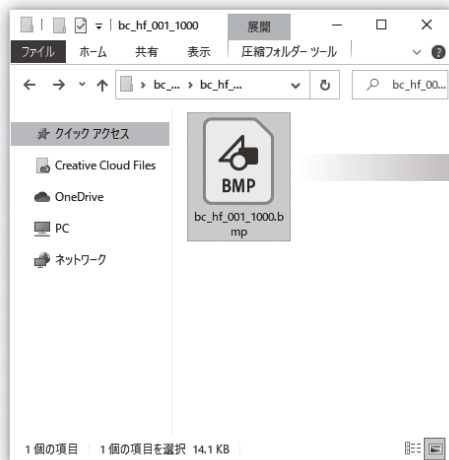 bc_hf_001_1000
展開
ファイル ホーム 共有 表示 圧縮フォルダー ツール
bc_... › bc_hf_...
bc_hf_00...
クイック アクセス
Creative Cloud Files
OneDrive
PC
ネットワーク
BMP
bc_hf_001_1000.b
mp
1 個の項目 1 個の項目を選択 14.1 KB